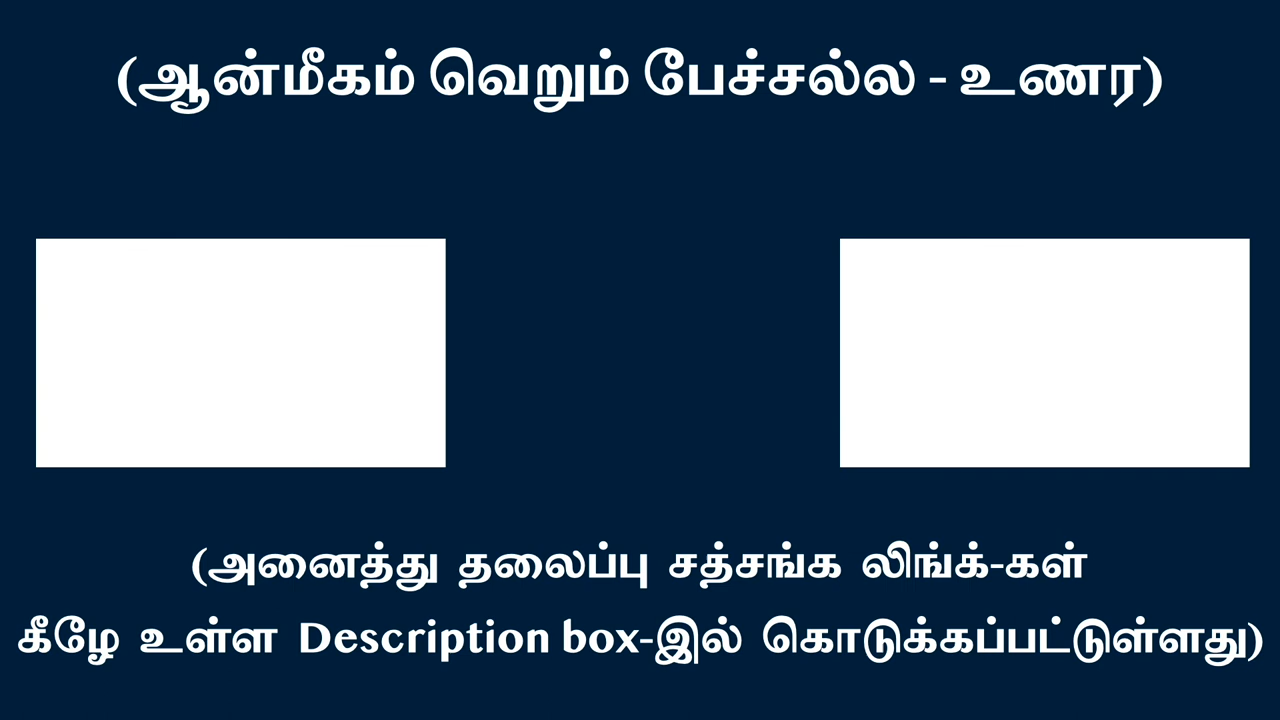 (ஆன்மீகம் வெறும் பேச்சல்ல - உணர)
(அனைத்து தலைப்பு சத்சங்க லிங்க்-கள்
கீழே உள்ள Description box-இல் கொடுக்கப்பட்டுள்ளது)